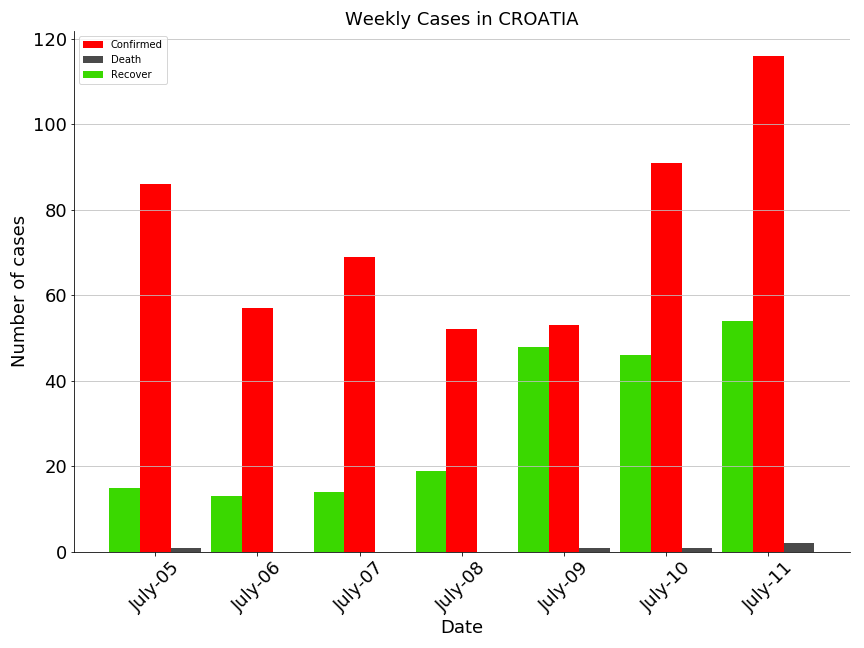 Weekly Cases in CROATIA
Confirmed
Death
Recover
120
100
80
60
40
20
0
Number of cases
July-05
July-06
July-07
July-08
July-09
July-10
July-11
Date